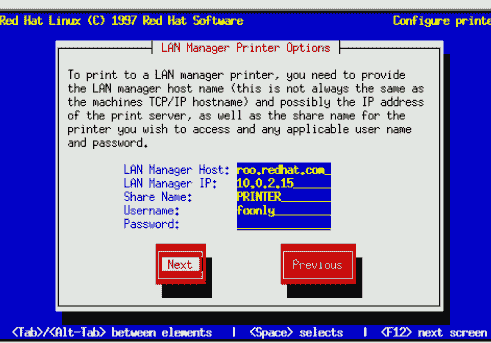 Red Hat Linux (C) 1997 Red Hat Software Configure printe
LAN Manager Printer Options
To print to a LAN manager printer, you need to provide
the LAN manager host name (this is not always the same as
the machines TCP/IP hostname) and possibly the IP address
of the print server, as well as the share name for the
printer you wish to access and any applicable user name
and password.
LAN Manager Host: roo.redhat.com_
LAN Manager IP: 10.0.2.15______
Share Name: PRINTER________
Username: foonly_________
Password: _______________
Next Previous
<Tab>/<Alt-Tab> between elements | <Space> selects | <F12> next screen